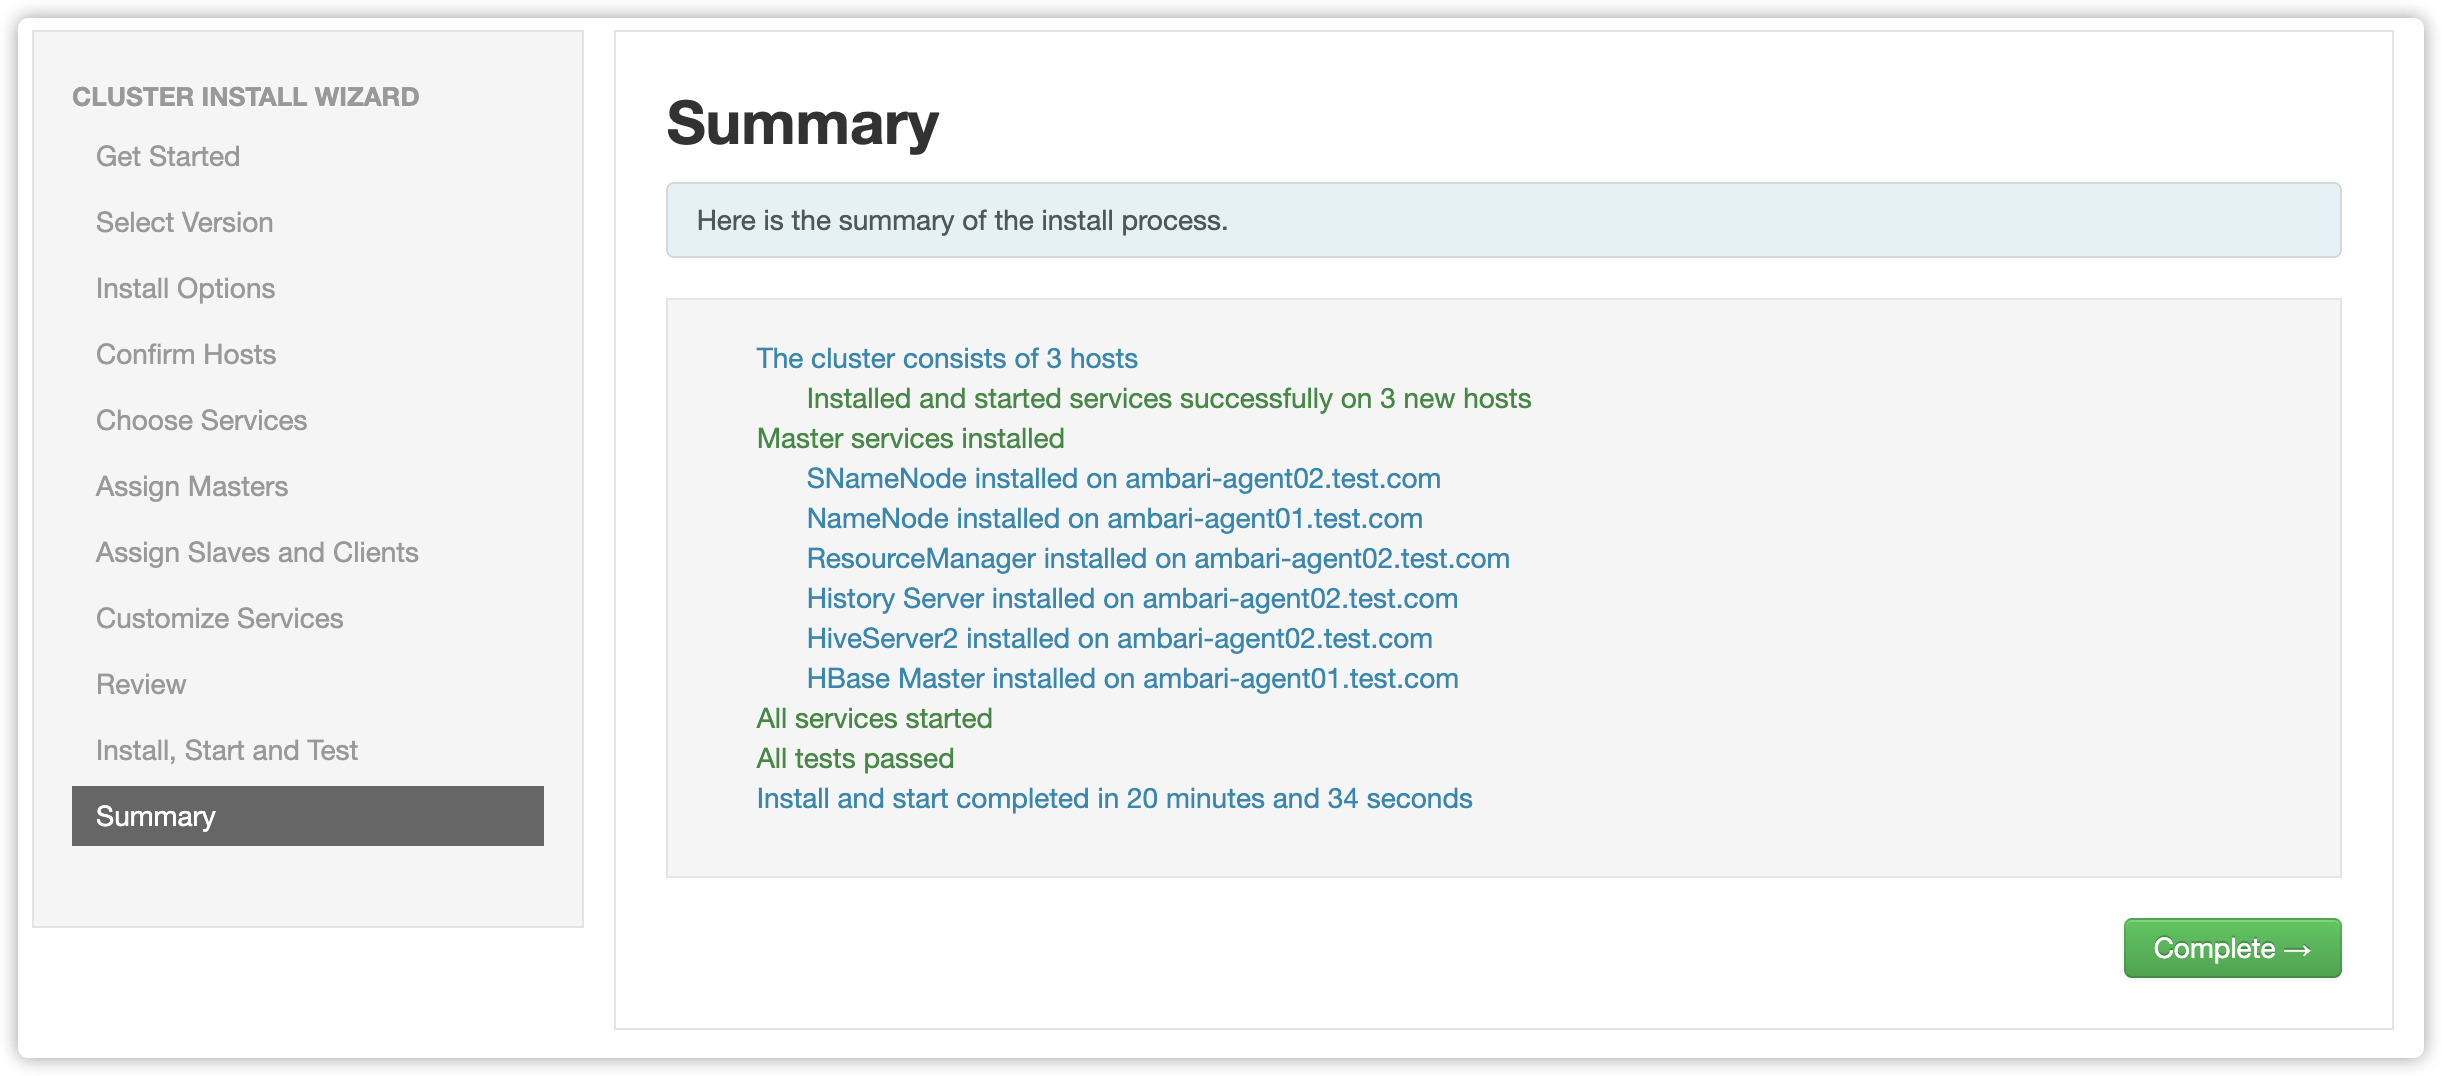 CLUSTER INSTALL WIZARD
Get Started
Select Version
Install Options
Confirm Hosts
Choose Services
Assign Masters
Assign Slaves and Clients
Customize Services
Review
Install, Start and Test
Summary
Summary
Here is the summary of the install process.
The cluster consists of 3 hosts
Installed and started services successfully on 3 new hosts
Master services installed
SNameNode installed on ambari-agent02.test.com
NameNode installed on ambari-agent01.test.com
ResourceManager installed on ambari-agent02.test.com
History Server installed on ambari-agent02.test.com
HiveServer2 installed on ambari-agent02.test.com
HBase Master installed on ambari-agent01.test.com
All services started
All tests passed
Install and start completed in 20 minutes and 34 seconds
Complete →